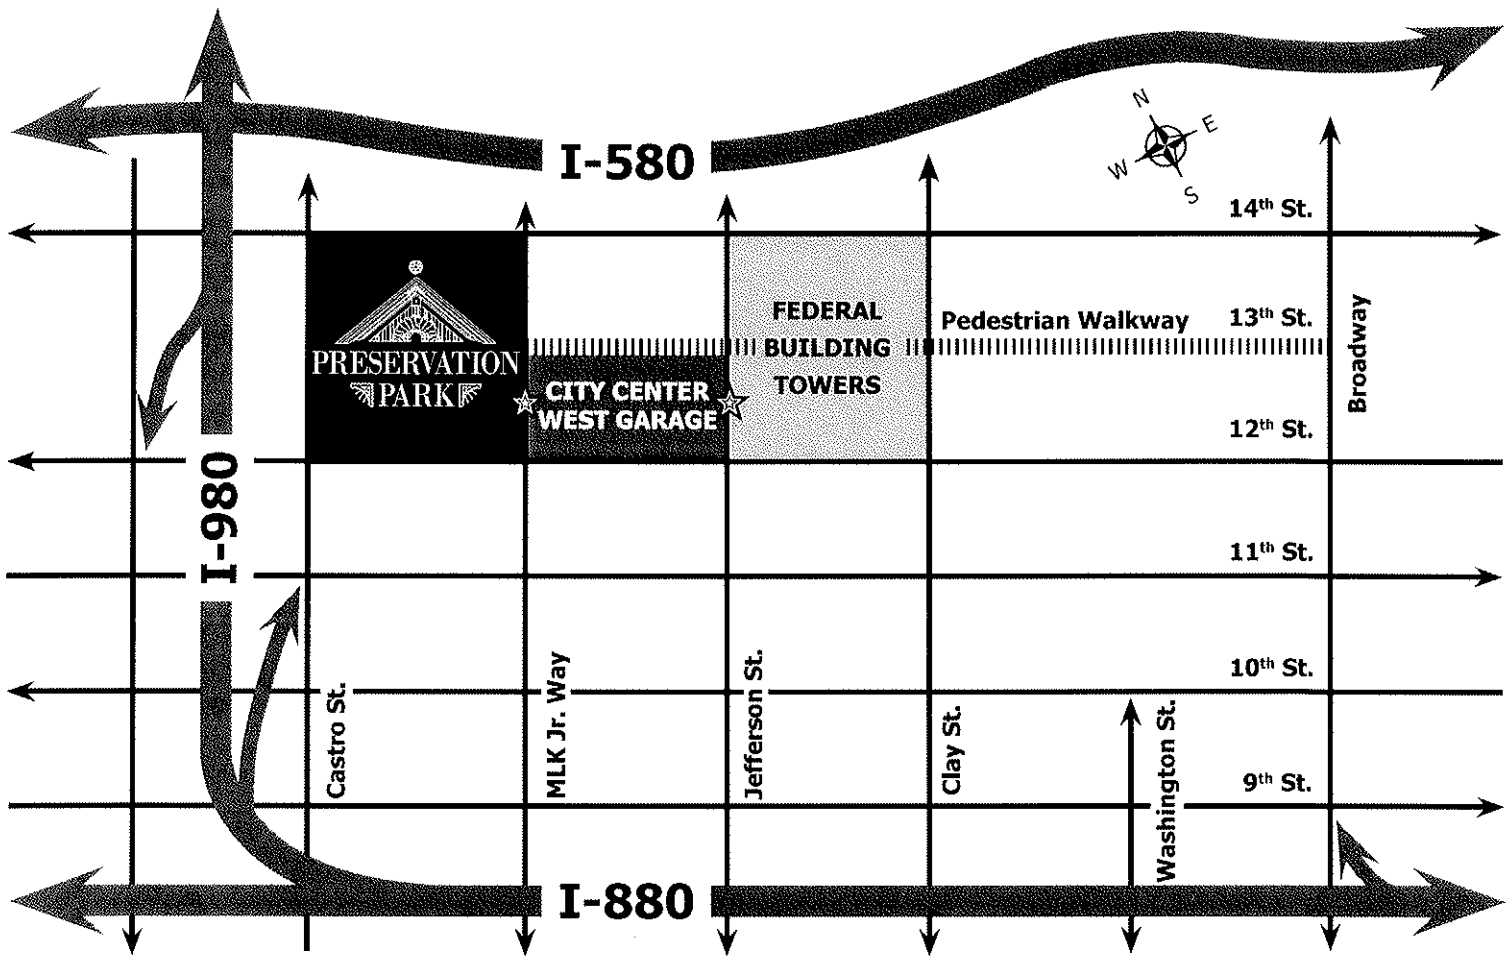 I-580
N
E
W
S
14th St.
PRESERVATION
PARK
FEDERAL
BUILDING
TOWERS
Pedestrian Walkway
13th St.
Broadway
CITY CENTER
WEST GARAGE
12th St.
I-980
11th St.
10th St.
Castro St.
MLK Jr. Way
Jefferson St.
Clay St.
Washington St.
9th St.
I-880